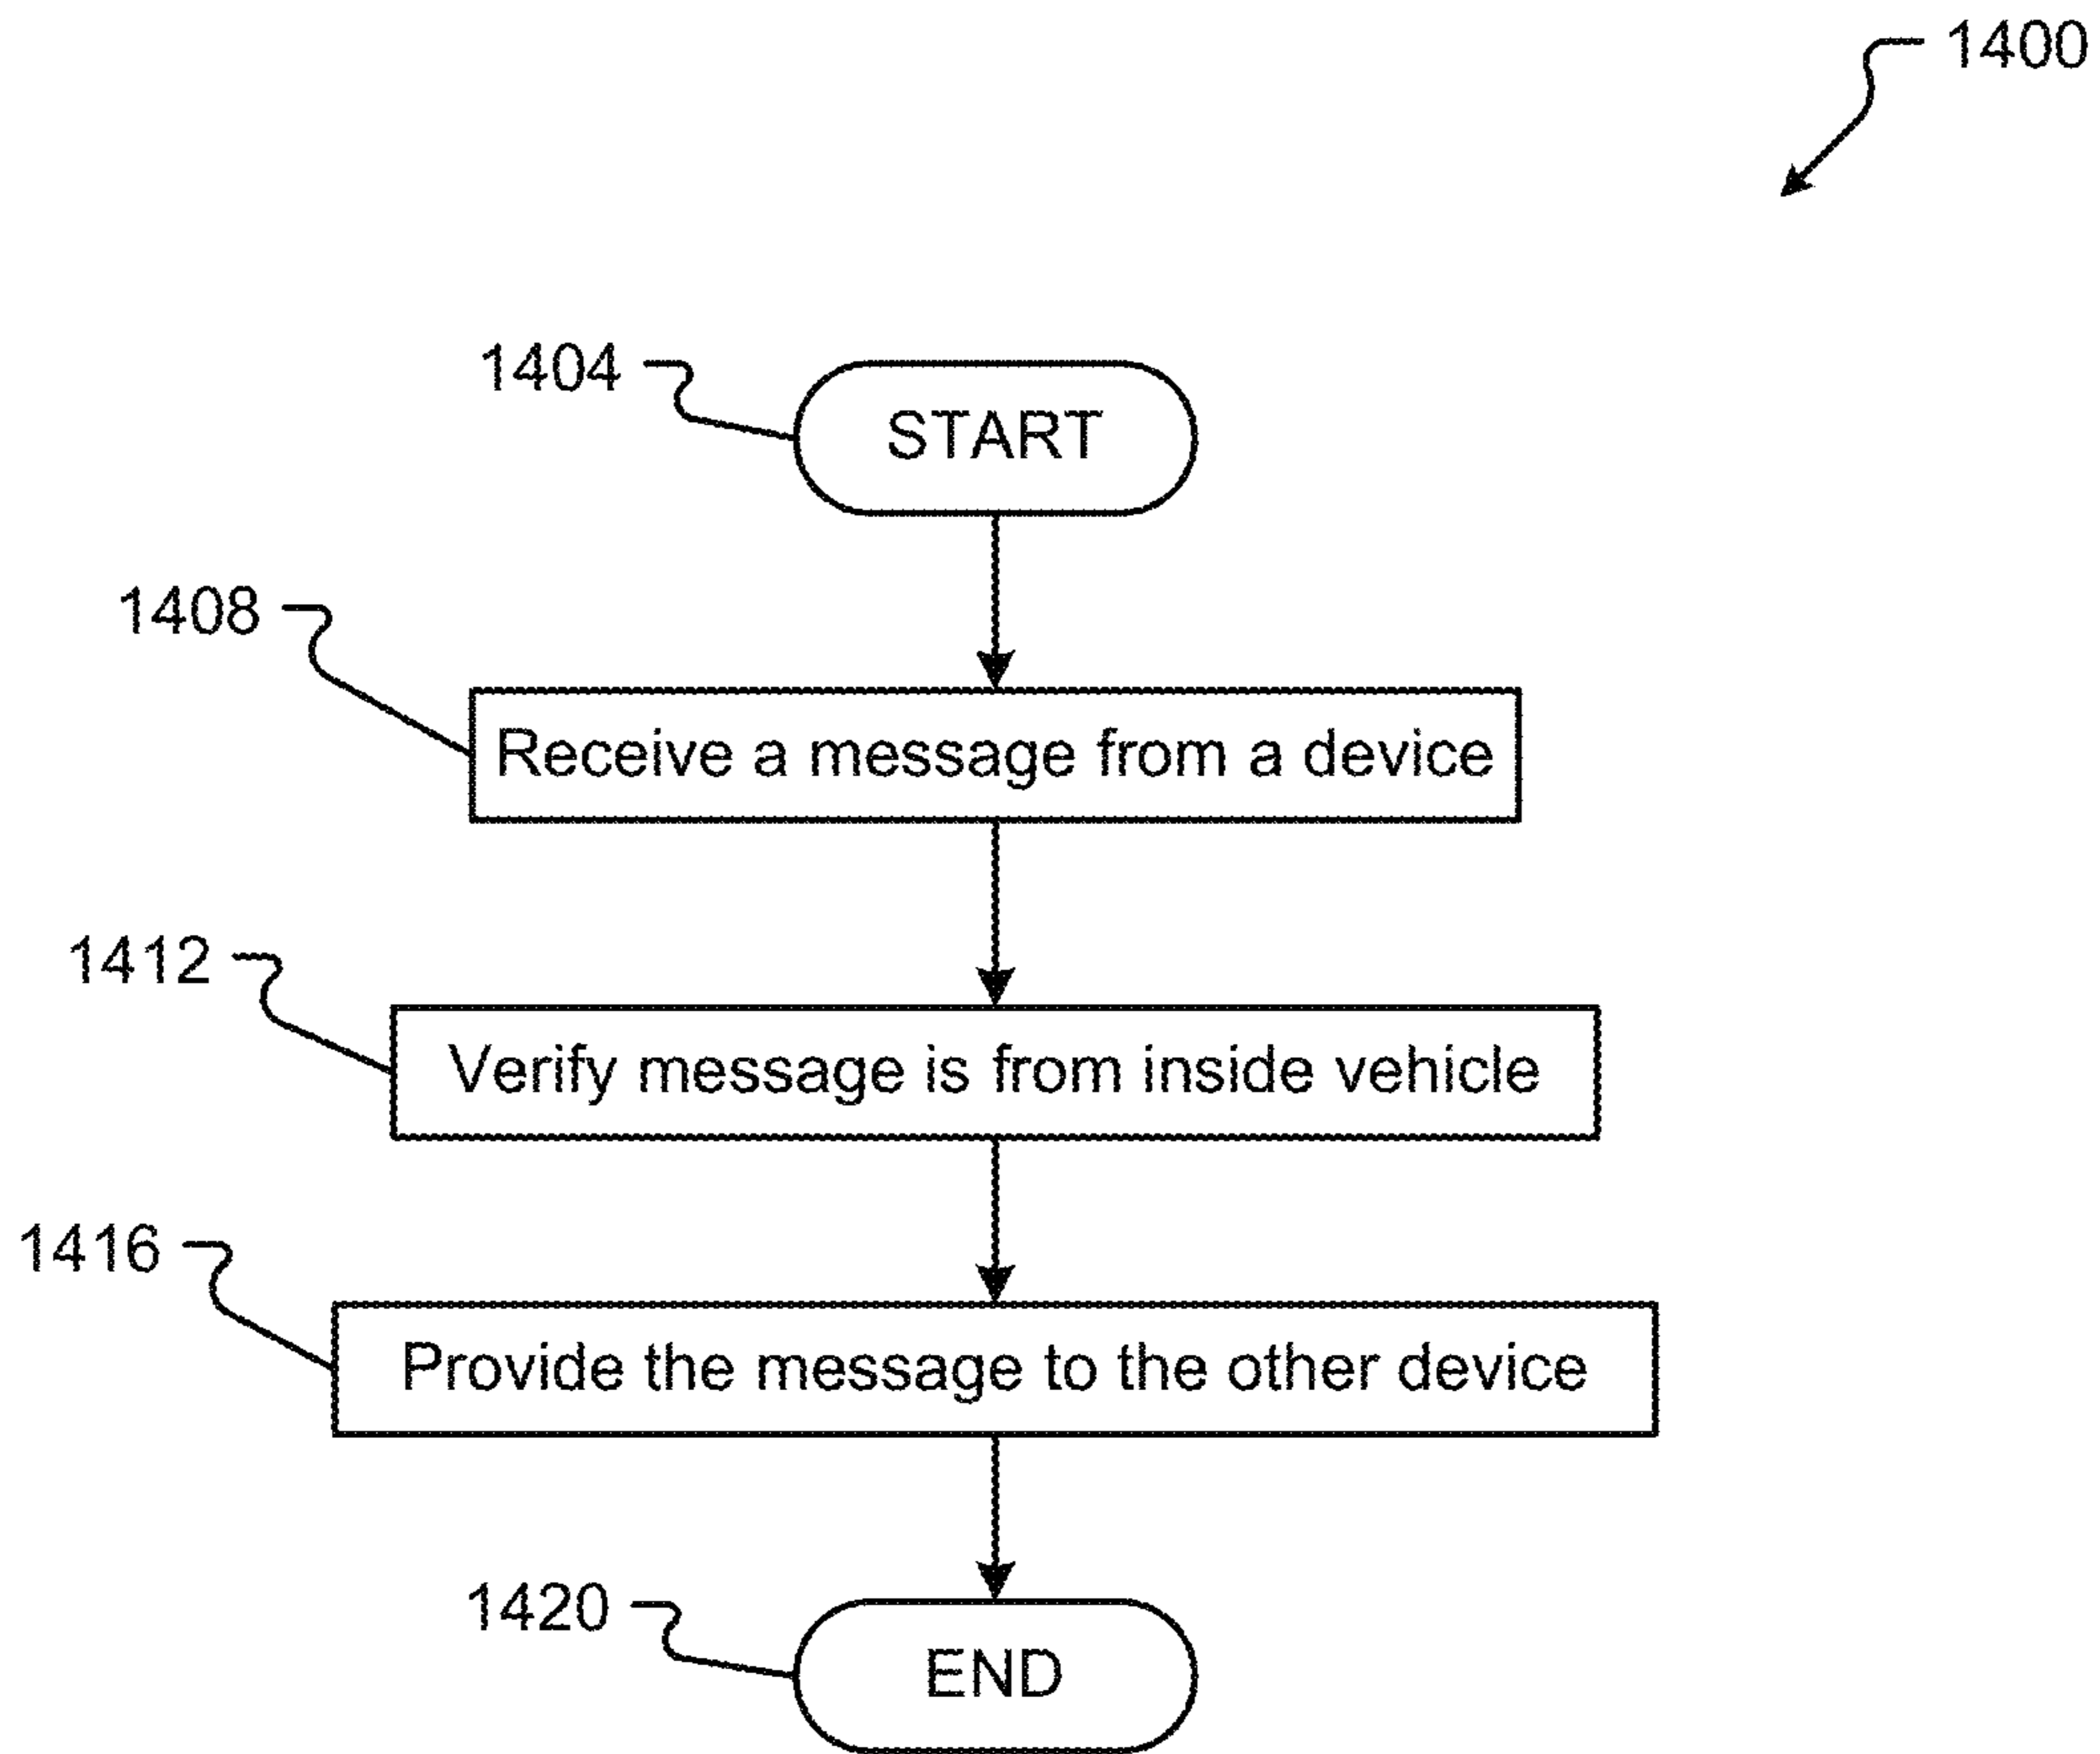 1400
1404
START
1408
Receive a message from a device
1412
Verify message is from inside vehicle
1416
Provide the message to the other device
1420
END